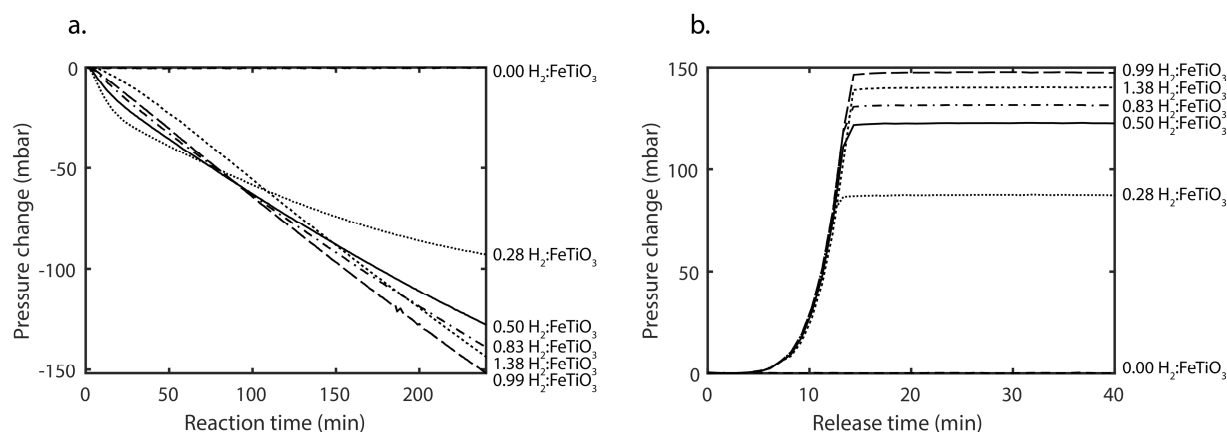 a.
0
-50
-100
-150
0
50
100
150
200
Pressure change (mbar)
Reaction time (min)
0.00 H₂:FeTiO₃
0.28 H₂:FeTiO₃
0.50 H₂:FeTiO₃
0.83 H₂:FeTiO₃
1.38 H₂:FeTiO₃
0.99 H₂:FeTiO₃
b.
150
100
50
0
0
10
20
30
40
Pressure change (mbar)
Release time (min)
0.99 H₂:FeTiO₃
1.38 H₂:FeTiO₃
0.83 H₂:FeTiO₃
0.50 H₂:FeTiO₃
0.28 H₂:FeTiO₃
0.00 H₂:FeTiO₃